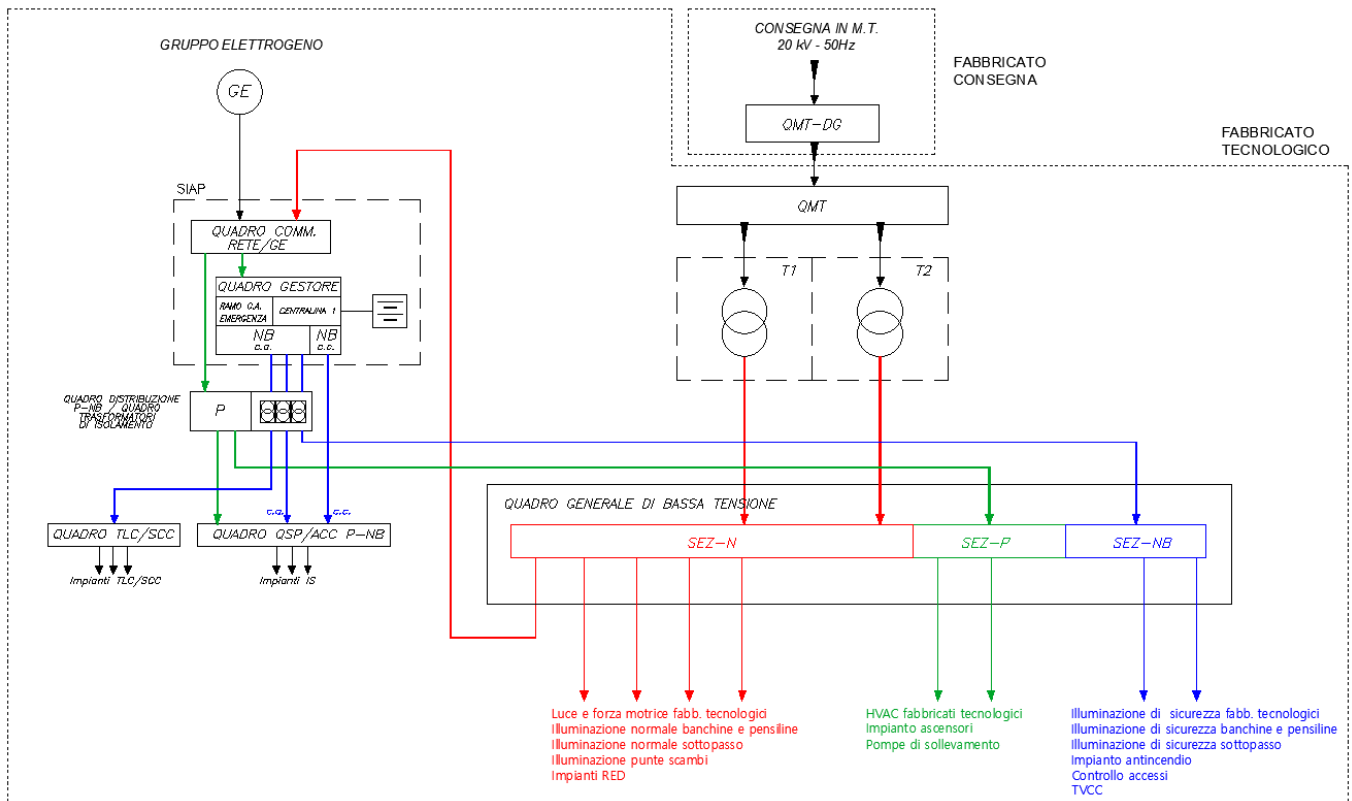 CONSEGNA IN M.T.
20 kV - 50Hz
GRUPPO ELETTROGENO
FABBRICATO
CONSEGNA
GE
QMT-DG
FABBRICATO
TECNOLOGICO
SIAP
QMT
QUADRO COMM.
RETE/GE
T1
T2
QUADRO GESTORE
RAMO C.A.
EMERGENZA
CENTRALINA 1
NB
c.a.
NB
c.c.
QUADRO DISTRIBUZIONE
P-NB / QUADRO
TRASFORMATORI
DI ISOLAMENTO
P
QUADRO GENERALE DI BASSA TENSIONE
c.a.
c.c.
QUADRO TLC/SCC
QUADRO QSP/ACC P-NB
SEZ-N
SEZ-P
SEZ-NB
Impianti TLC/SCC
Impianti IS
Luce e forza motrice fabb. tecnologici
Illuminazione normale banchine e pensiline
Illuminazione normale sottopasso
Illuminazione punte scambi
Impianti RED
HVAC fabbricati tecnologici
Impianto ascensori
Pompe di sollevamento
Illuminazione di sicurezza fabb. tecnologici
Illuminazione di sicurezza banchine e pensiline
Illuminazione di sicurezza sottopasso
Impianto antincendio
Controllo accessi
TVCC